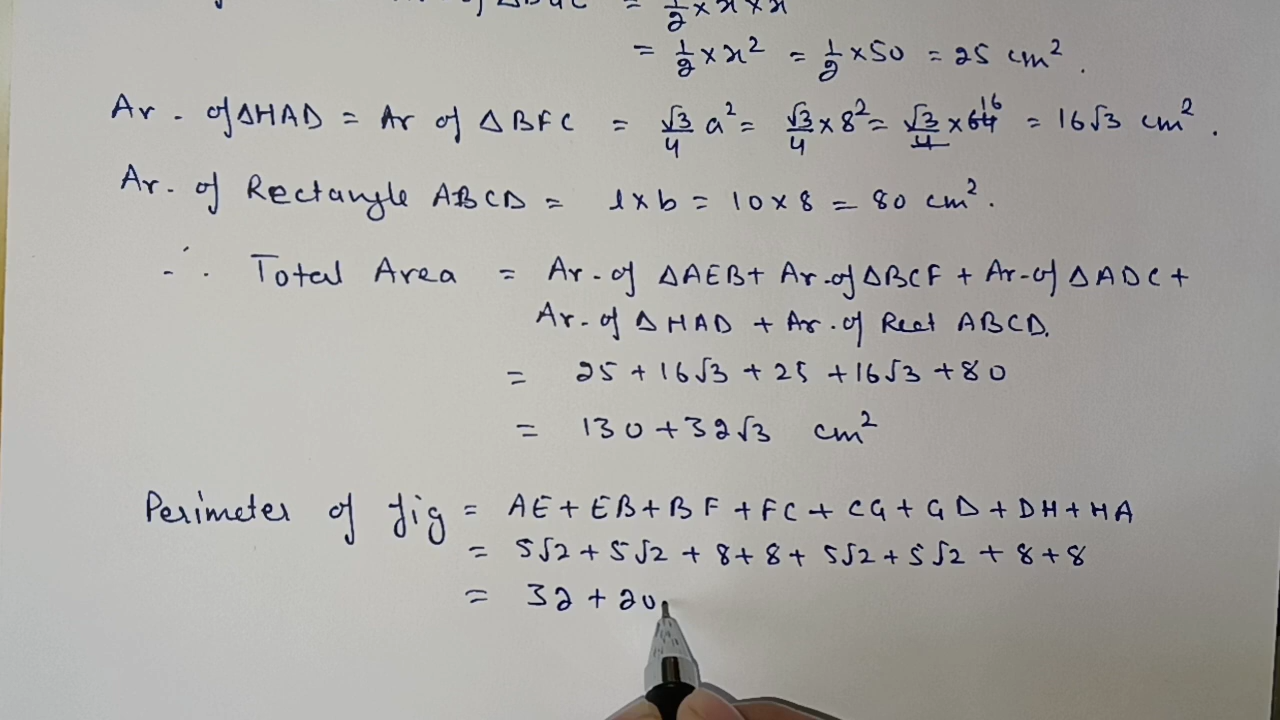 = 1/2 × x × x
= 1/2 × x² = 1/2 × 50 = 25 cm².
Ar. of ΔHAD = Ar of ΔBFC = √3/4 a² = √3/4 × 8² = √3/4 × 64 16 = 16√3 cm².
Ar. of Rectangle ABCD = l × b = 10 × 8 = 80 cm².
∴ Total Area = Ar. of ΔAEB + Ar. of ΔBCF + Ar. of ΔADC +
Ar. of ΔHAD + Ar. of Rect ABCD.
= 25 + 16√3 + 25 + 16√3 + 80
= 130 + 32√3 cm²
Perimeter of fig = AE + EB + BF + FC + CG + GD + DH + HA
= 5√2 + 5√2 + 8 + 8 + 5√2 + 5√2 + 8 + 8
= 32 + 20